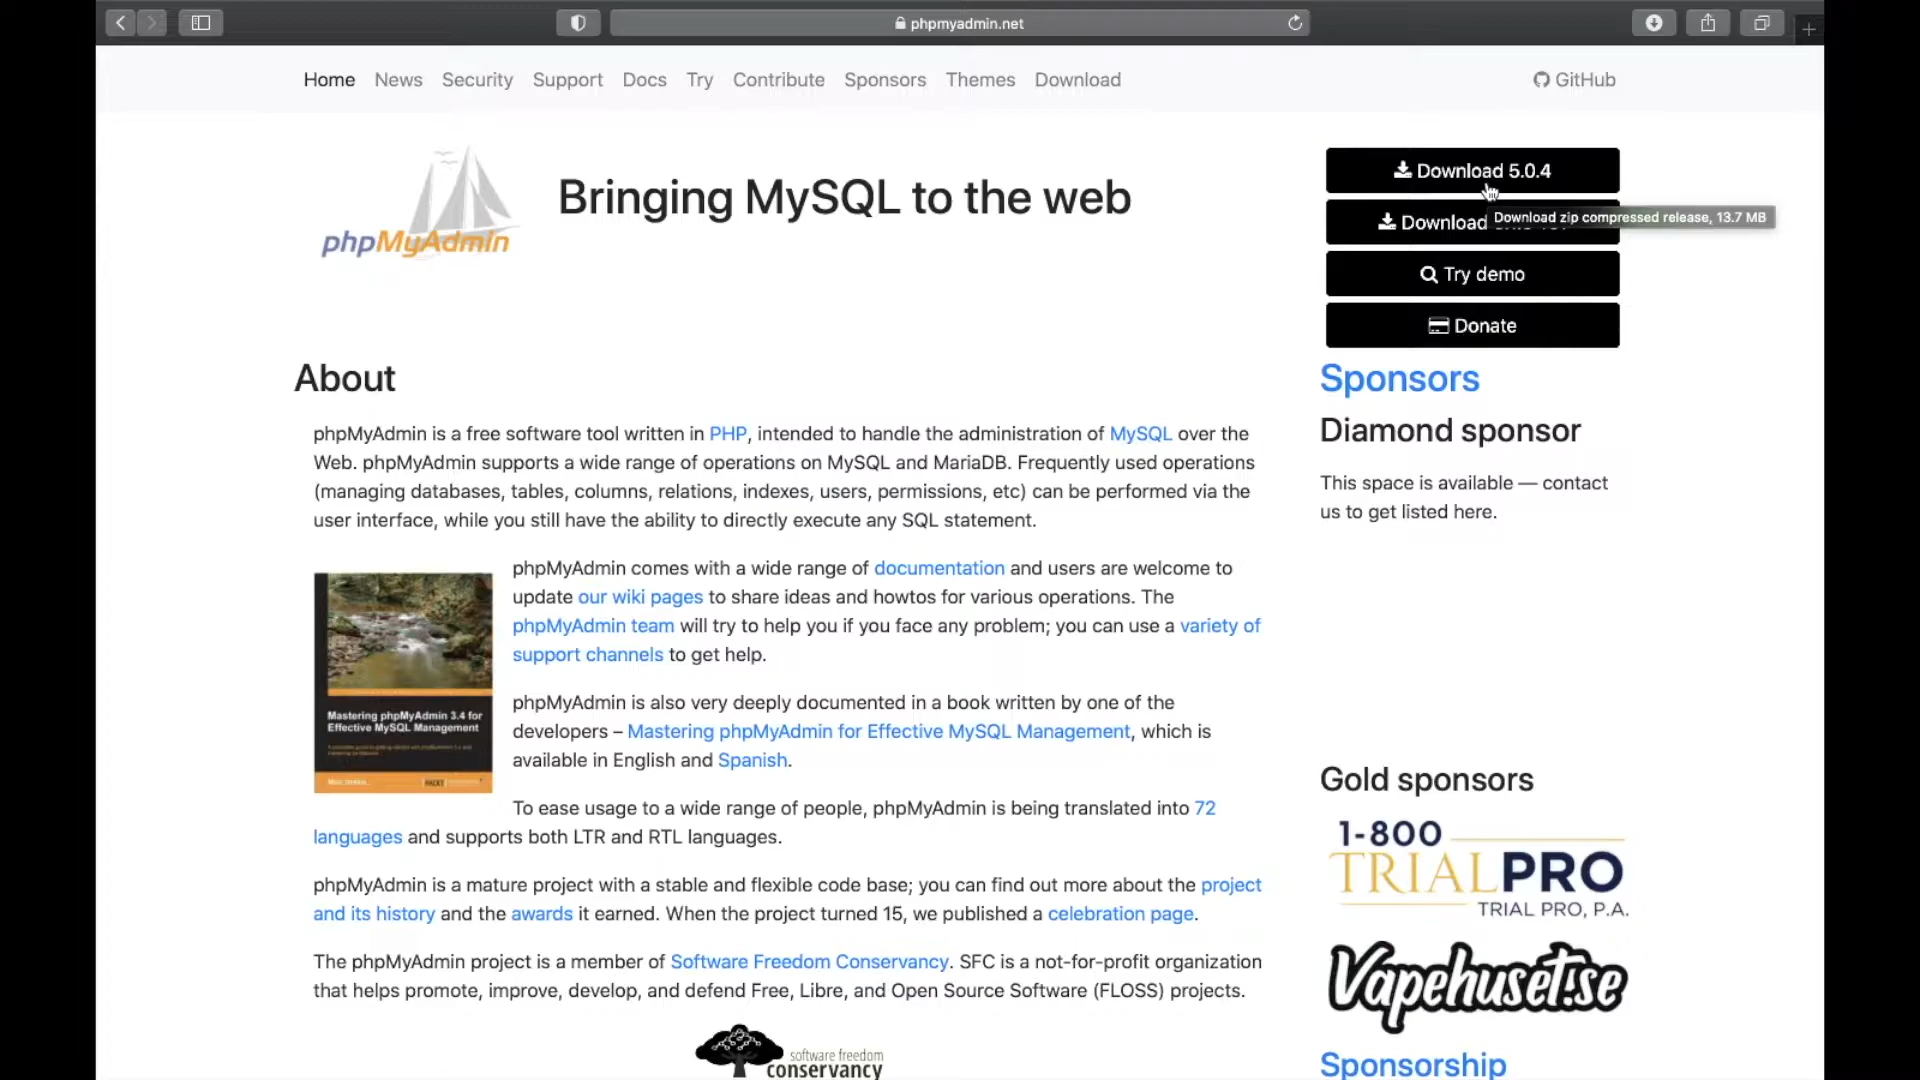 phpmyadmin.net
Home News Security Support Docs Try Contribute Sponsors Themes Download GitHub
phpMyAdmin
Bringing MySQL to the web
Download 5.0.4
Download
Download zip compressed release, 13.7 MB
Try demo
Donate
About
phpMyAdmin is a free software tool written in PHP, intended to handle the administration of MySQL over the
Web. phpMyAdmin supports a wide range of operations on MySQL and MariaDB. Frequently used operations
(managing databases, tables, columns, relations, indexes, users, permissions, etc) can be performed via the
user interface, while you still have the ability to directly execute any SQL statement.
Mastering phpMyAdmin 3.4 for
Effective MySQL Management
phpMyAdmin comes with a wide range of documentation and users are welcome to
update our wiki pages to share ideas and howtos for various operations. The
phpMyAdmin team will try to help you if you face any problem; you can use a variety of
support channels to get help.
phpMyAdmin is also very deeply documented in a book written by one of the
developers – Mastering phpMyAdmin for Effective MySQL Management, which is
available in English and Spanish.
To ease usage to a wide range of people, phpMyAdmin is being translated into 72
languages and supports both LTR and RTL languages.
phpMyAdmin is a mature project with a stable and flexible code base; you can find out more about the project
and its history and the awards it earned. When the project turned 15, we published a celebration page.
The phpMyAdmin project is a member of Software Freedom Conservancy. SFC is a not-for-profit organization
that helps promote, improve, develop, and defend Free, Libre, and Open Source Software (FLOSS) projects.
software freedom
conservancy
Sponsors
Diamond sponsor
This space is available — contact
us to get listed here.
Gold sponsors
1-800
TRIALPRO
TRIAL PRO, P.A.
Vapehuset.se
Sponsorship